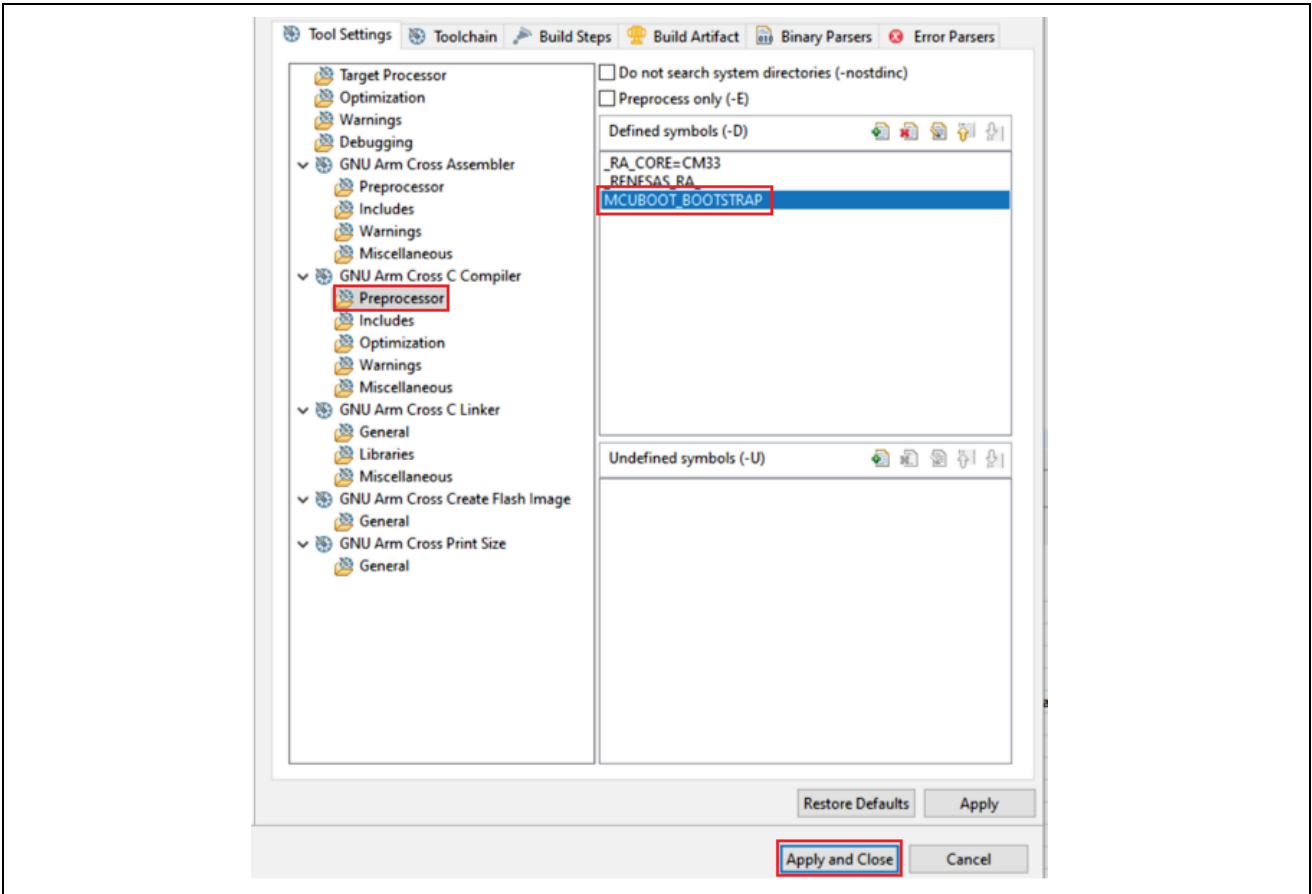 Tool Settings Toolchain Build Steps Build Artifact Binary Parsers Error Parsers
Target Processor
Optimization
Warnings
Debugging
GNU Arm Cross Assembler
Preprocessor
Includes
Warnings
Miscellaneous
GNU Arm Cross C Compiler
Preprocessor
Includes
Optimization
Warnings
Miscellaneous
GNU Arm Cross C Linker
General
Libraries
Miscellaneous
GNU Arm Cross Create Flash Image
General
GNU Arm Cross Print Size
General
Do not search system directories (-nostdinc)
Preprocess only (-E)
Defined symbols (-D)
_RA_CORE=CM33
_RENESAS_RA_
MCUBOOT_BOOTSTRAP
Undefined symbols (-U)
Restore Defaults Apply
Apply and Close Cancel